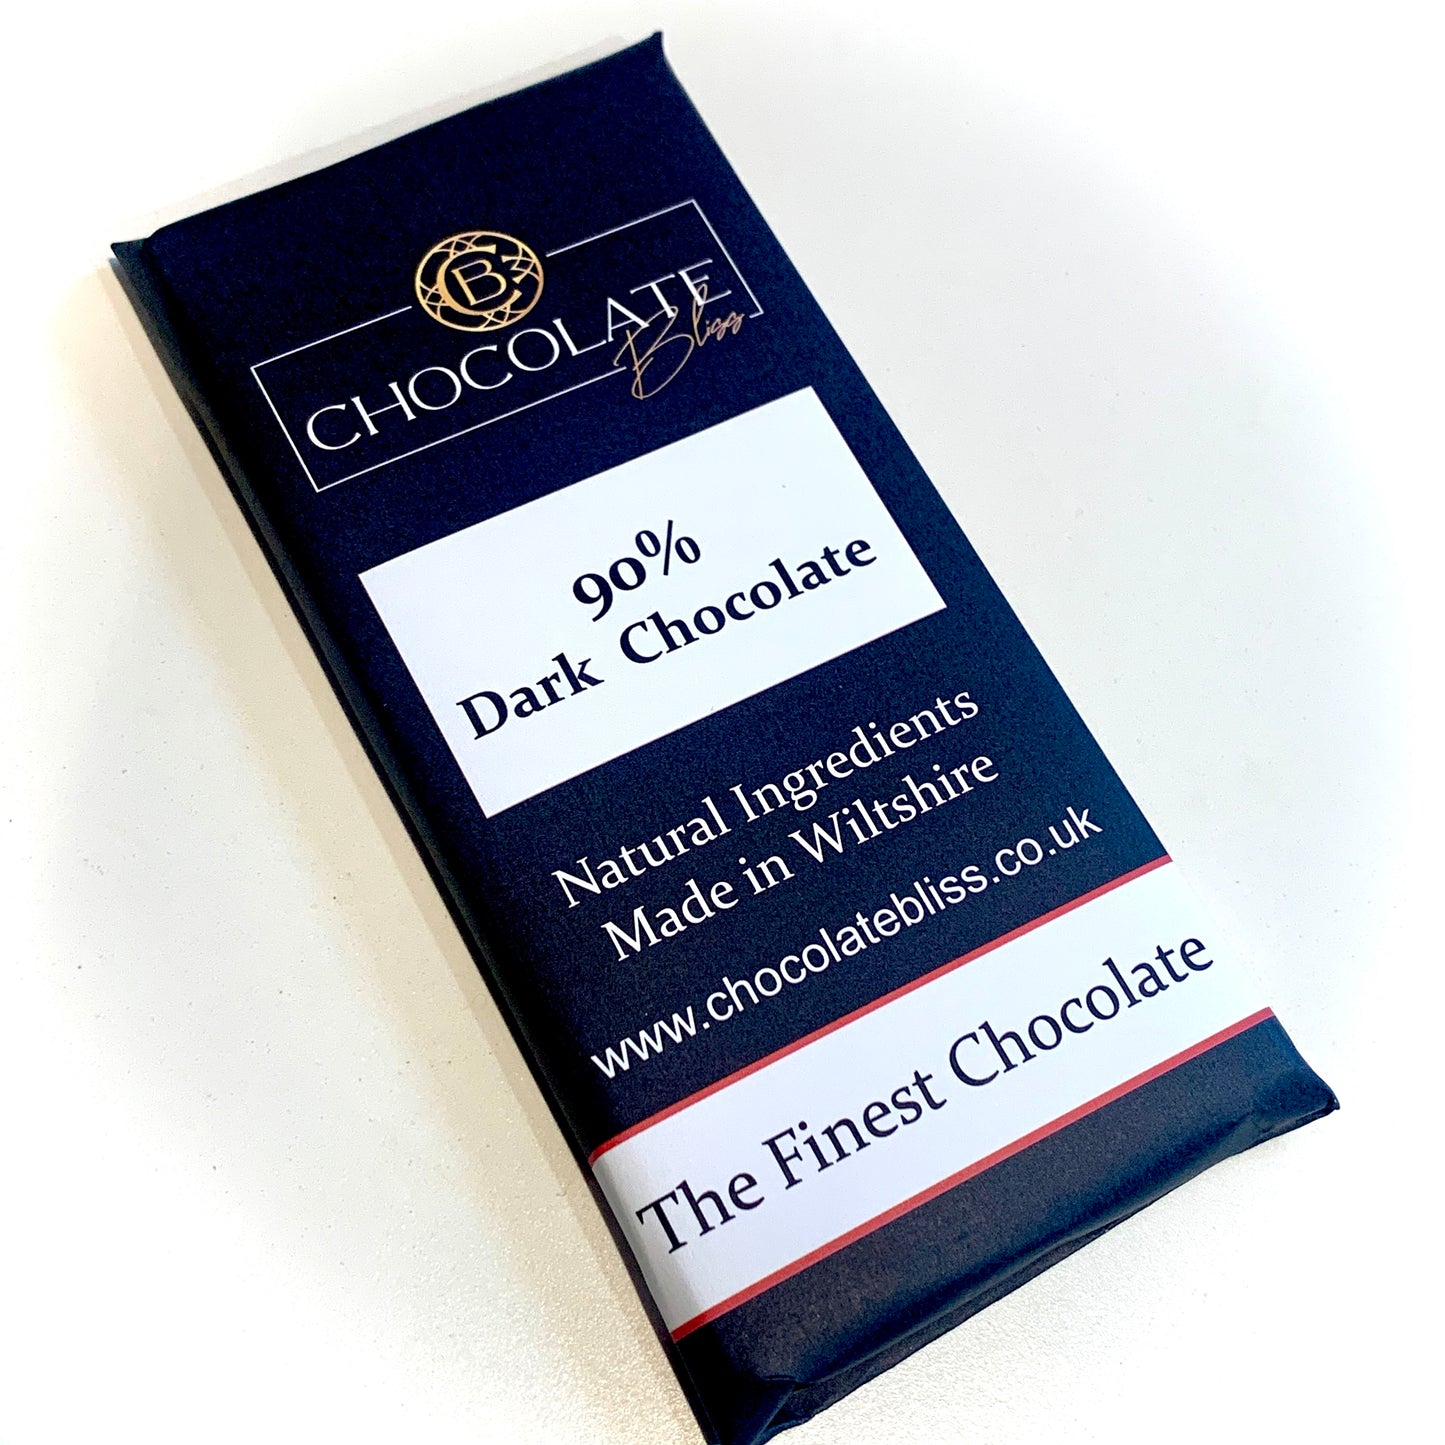 CB
CHOCOLATE
Bliss
90%
Dark Chocolate
Natural Ingredients
Made in Wiltshire
www.chocolatebliss.co.uk
The Finest Chocolate